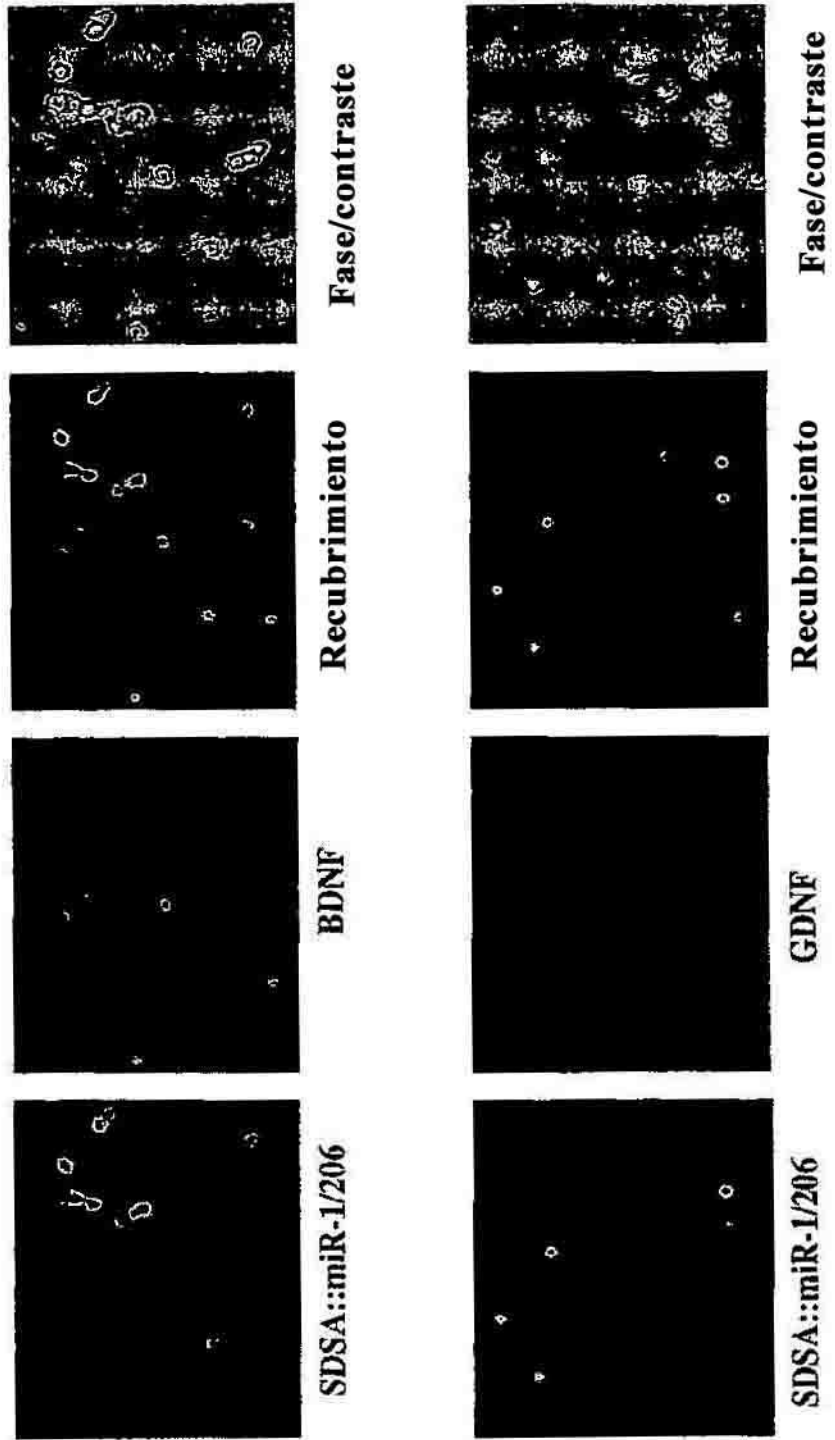 SDSA::miR-1/206
BDNF
Recubrimiento
Fase/contraste
SDSA::miR-1/206
GDNF
Recubrimiento
Fase/contraste